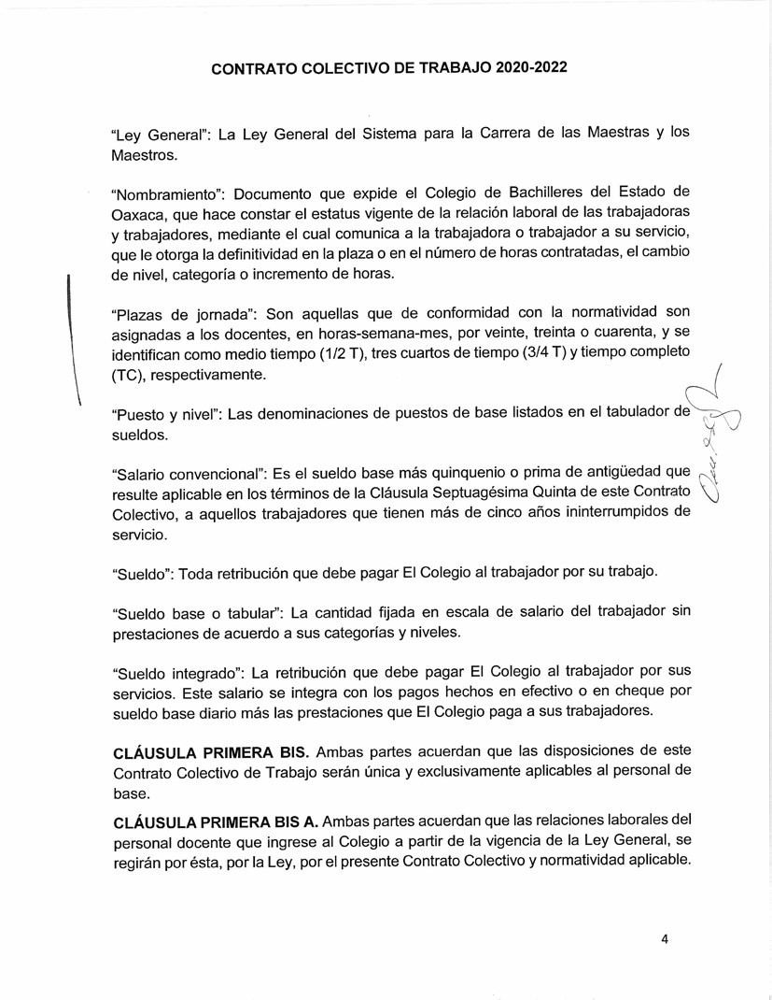 CONTRATO COLECTIVO DE TRABAJO 2020-2022
“Ley General”: La Ley General del Sistema para la Carrera de las Maestras y los
Maestros.
“Nombramiento”: Documento que expide el Colegio de Bachilleres del Estado de
Oaxaca, que hace constar el estatus vigente de la relación laboral de las trabajadoras
y trabajadores, mediante el cual comunica a la trabajadora o trabajador a su servicio,
que le otorga la definitividad en la plaza o en el número de horas contratadas, el cambio
de nivel, categoría o incremento de horas.
“Plazas de jornada”: Son aquellas que de conformidad con la normatividad son
asignadas a los docentes, en horas-semana-mes, por veinte, treinta o cuarenta, y se
identifican como medio tiempo (1/2 T), tres cuartos de tiempo (3/4 T) y tiempo completo
(TC), respectivamente.
“Puesto y nivel”: Las denominaciones de puestos de base listados en el tabulador de
sueldos.
“Salario convencional”: Es el sueldo base más quinquenio o prima de antigüedad que
resulte aplicable en los términos de la Cláusula Septuagésima Quinta de este Contrato
Colectivo, a aquellos trabajadores que tienen más de cinco años ininterrumpidos de
servicio.
“Sueldo”: Toda retribución que debe pagar El Colegio al trabajador por su trabajo.
“Sueldo base o tabular”: La cantidad fijada en escala de salario del trabajador sin
prestaciones de acuerdo a sus categorías y niveles.
“Sueldo integrado”: La retribución que debe pagar El Colegio al trabajador por sus
servicios. Este salario se integra con los pagos hechos en efectivo o en cheque por
sueldo base diario más las prestaciones que El Colegio paga a sus trabajadores.
CLÁUSULA PRIMERA BIS. Ambas partes acuerdan que las disposiciones de este
Contrato Colectivo de Trabajo serán única y exclusivamente aplicables al personal de
base.
CLÁUSULA PRIMERA BIS A. Ambas partes acuerdan que las relaciones laborales del
personal docente que ingrese al Colegio a partir de la vigencia de la Ley General, se
regirán por ésta, por la Ley, por el presente Contrato Colectivo y normatividad aplicable.
4